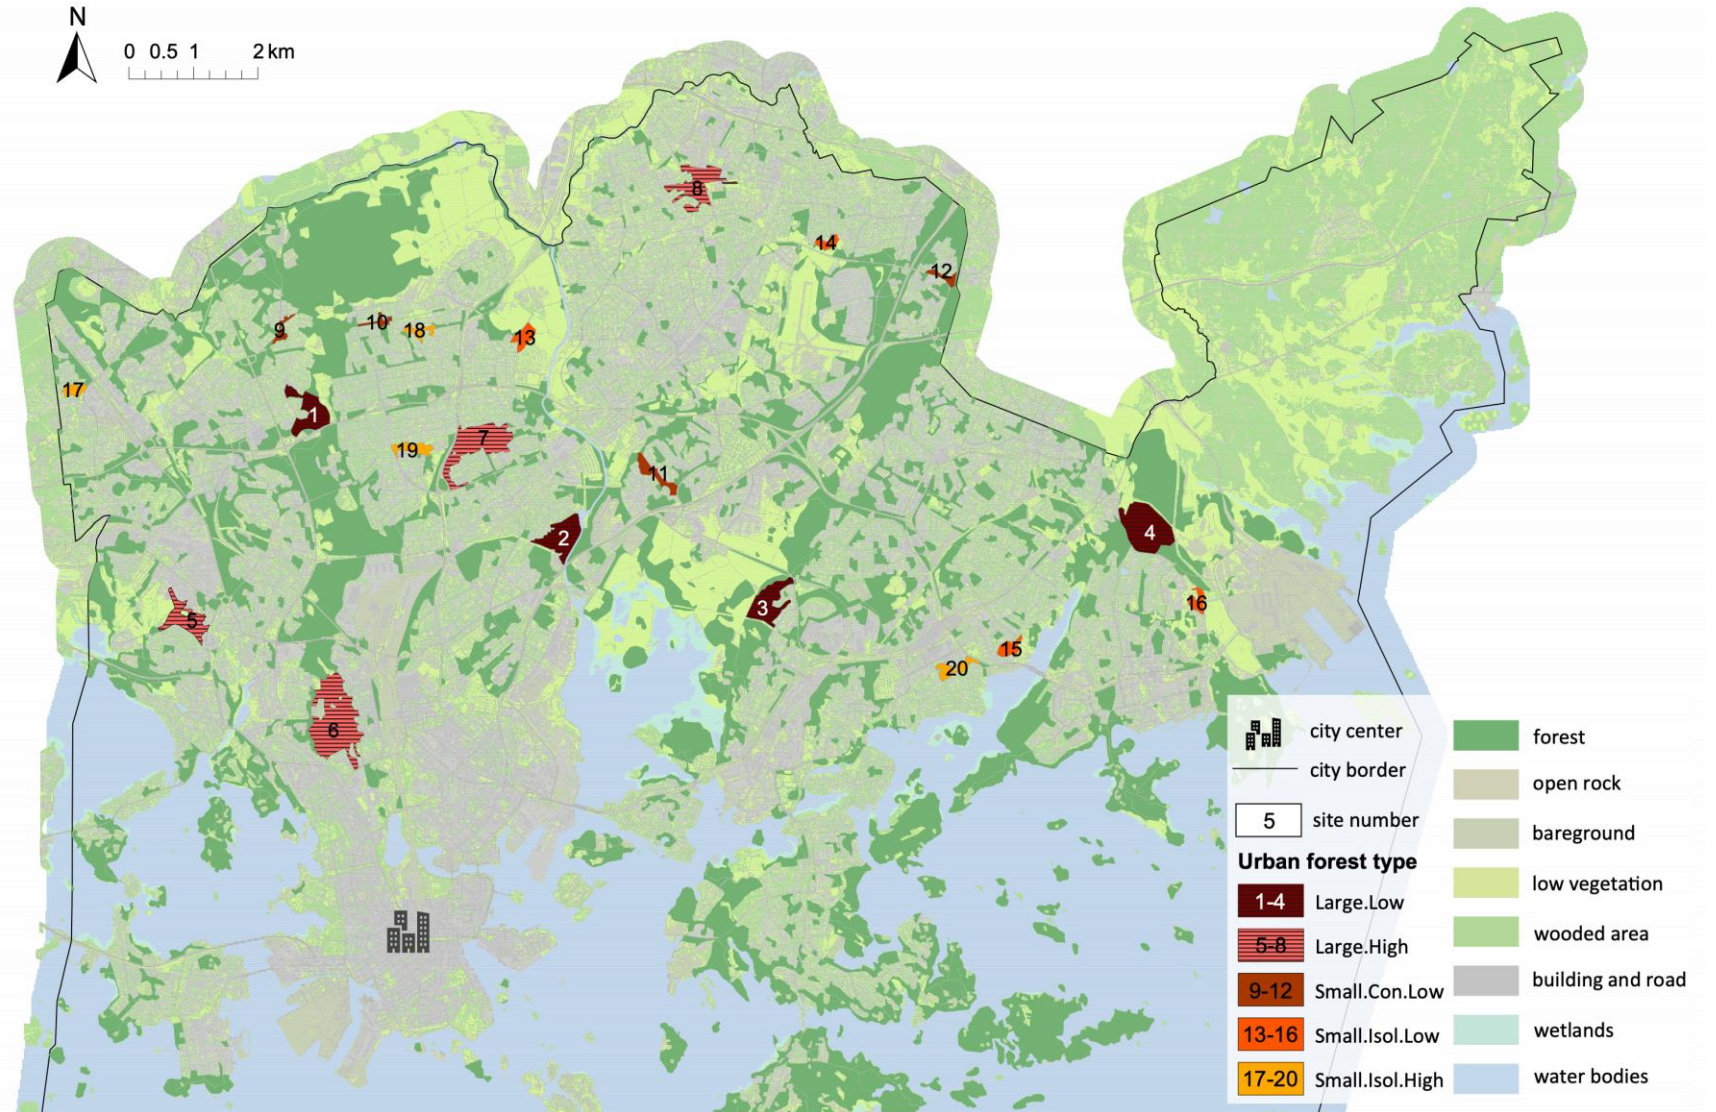 N
0 0.5 1 2 km
8
14
12
9
10
18
13
17
1
7
19
11
2
4
3
16
5
15
20
6
city center
city border
5 site number
Urban forest type
1-4 Large.Low
5-8 Large.High
9-12 Small.Con.Low
13-16 Small.Isol.Low
17-20 Small.Isol.High
forest
open rock
bareground
low vegetation
wooded area
building and road
wetlands
water bodies